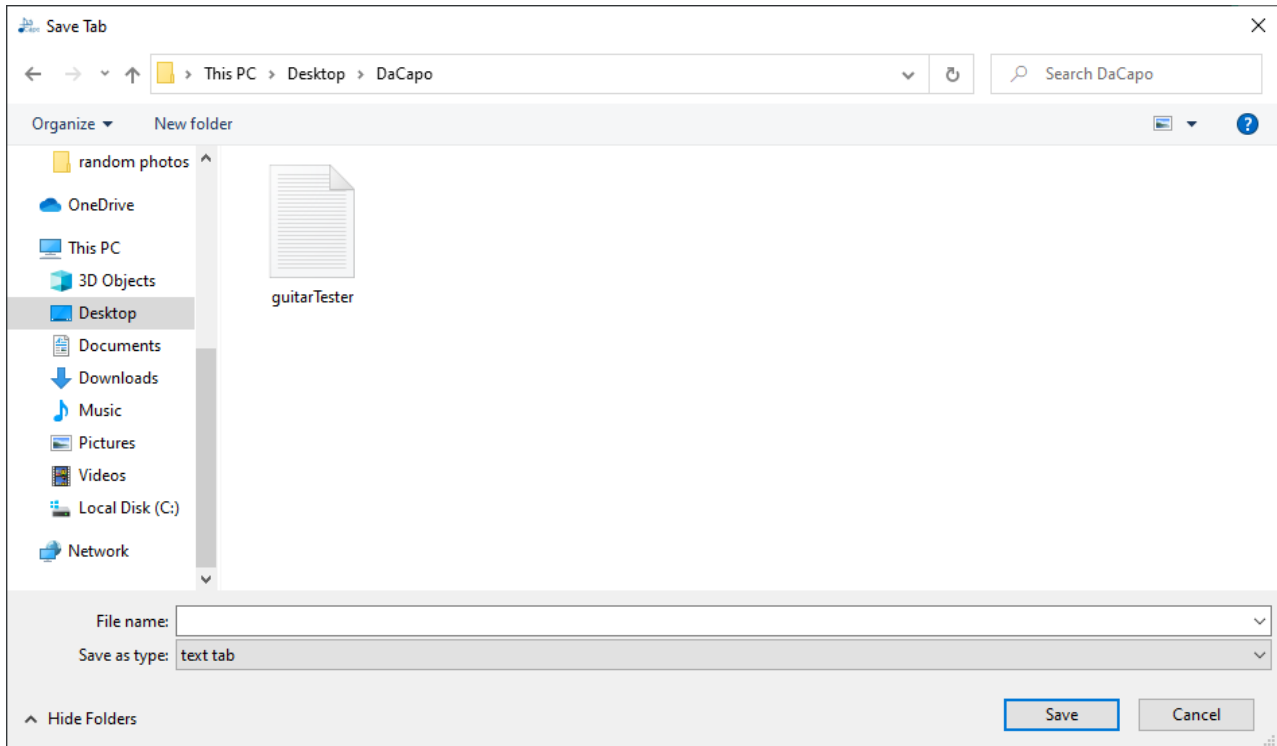 Save Tab
This PC > Desktop > DaCapo
Search DaCapo
Organize
New folder
random photos
OneDrive
This PC
3D Objects
Desktop
Documents
Downloads
Music
Pictures
Videos
Local Disk (C:)
Network
guitarTester
File name:
Save as type: text tab
Hide Folders
Save
Cancel